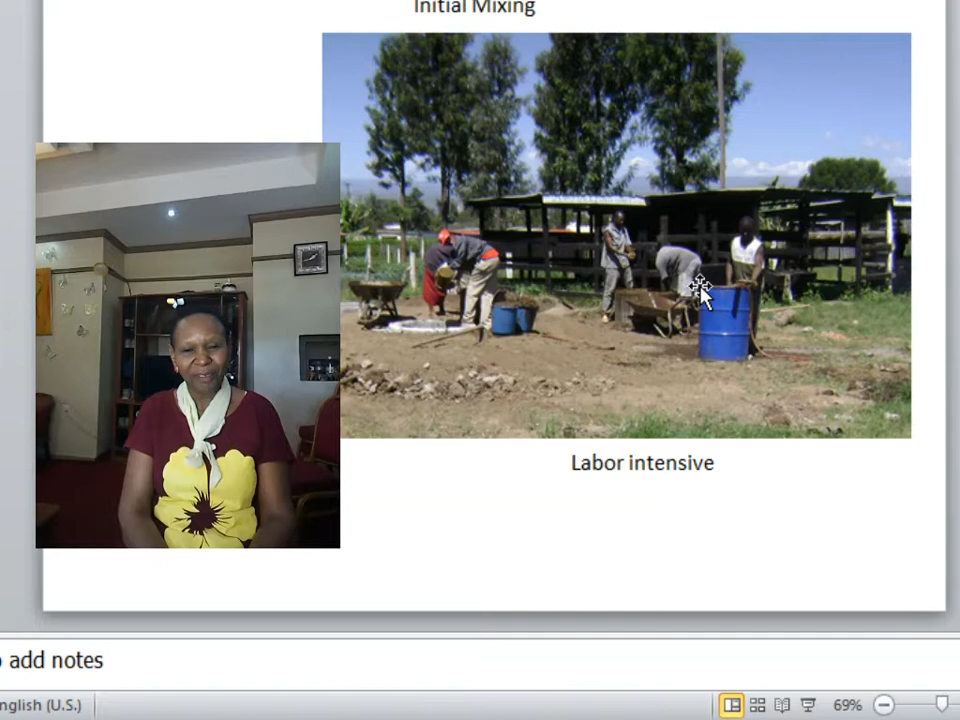 Initial Mixing
Labor intensive
add notes
nglish (U.S.)
69%